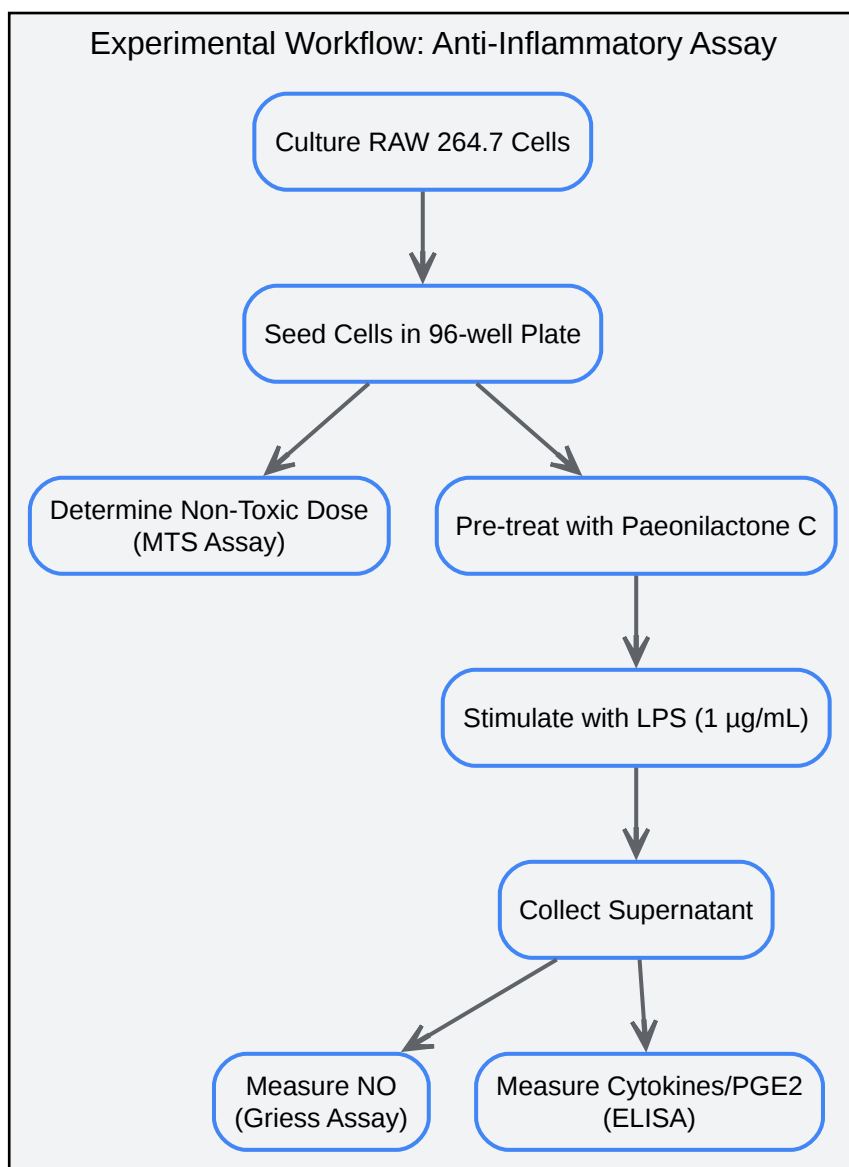 Experimental Workflow: Anti-Inflammatory Assay
Culture RAW 264.7 Cells
Seed Cells in 96-well Plate
Determine Non-Toxic Dose
(MTS Assay)
Pre-treat with Paeonilactone C
Stimulate with LPS (1 µg/mL)
Collect Supernatant
Measure NO
(Griess Assay)
Measure Cytokines/PGE2
(ELISA)